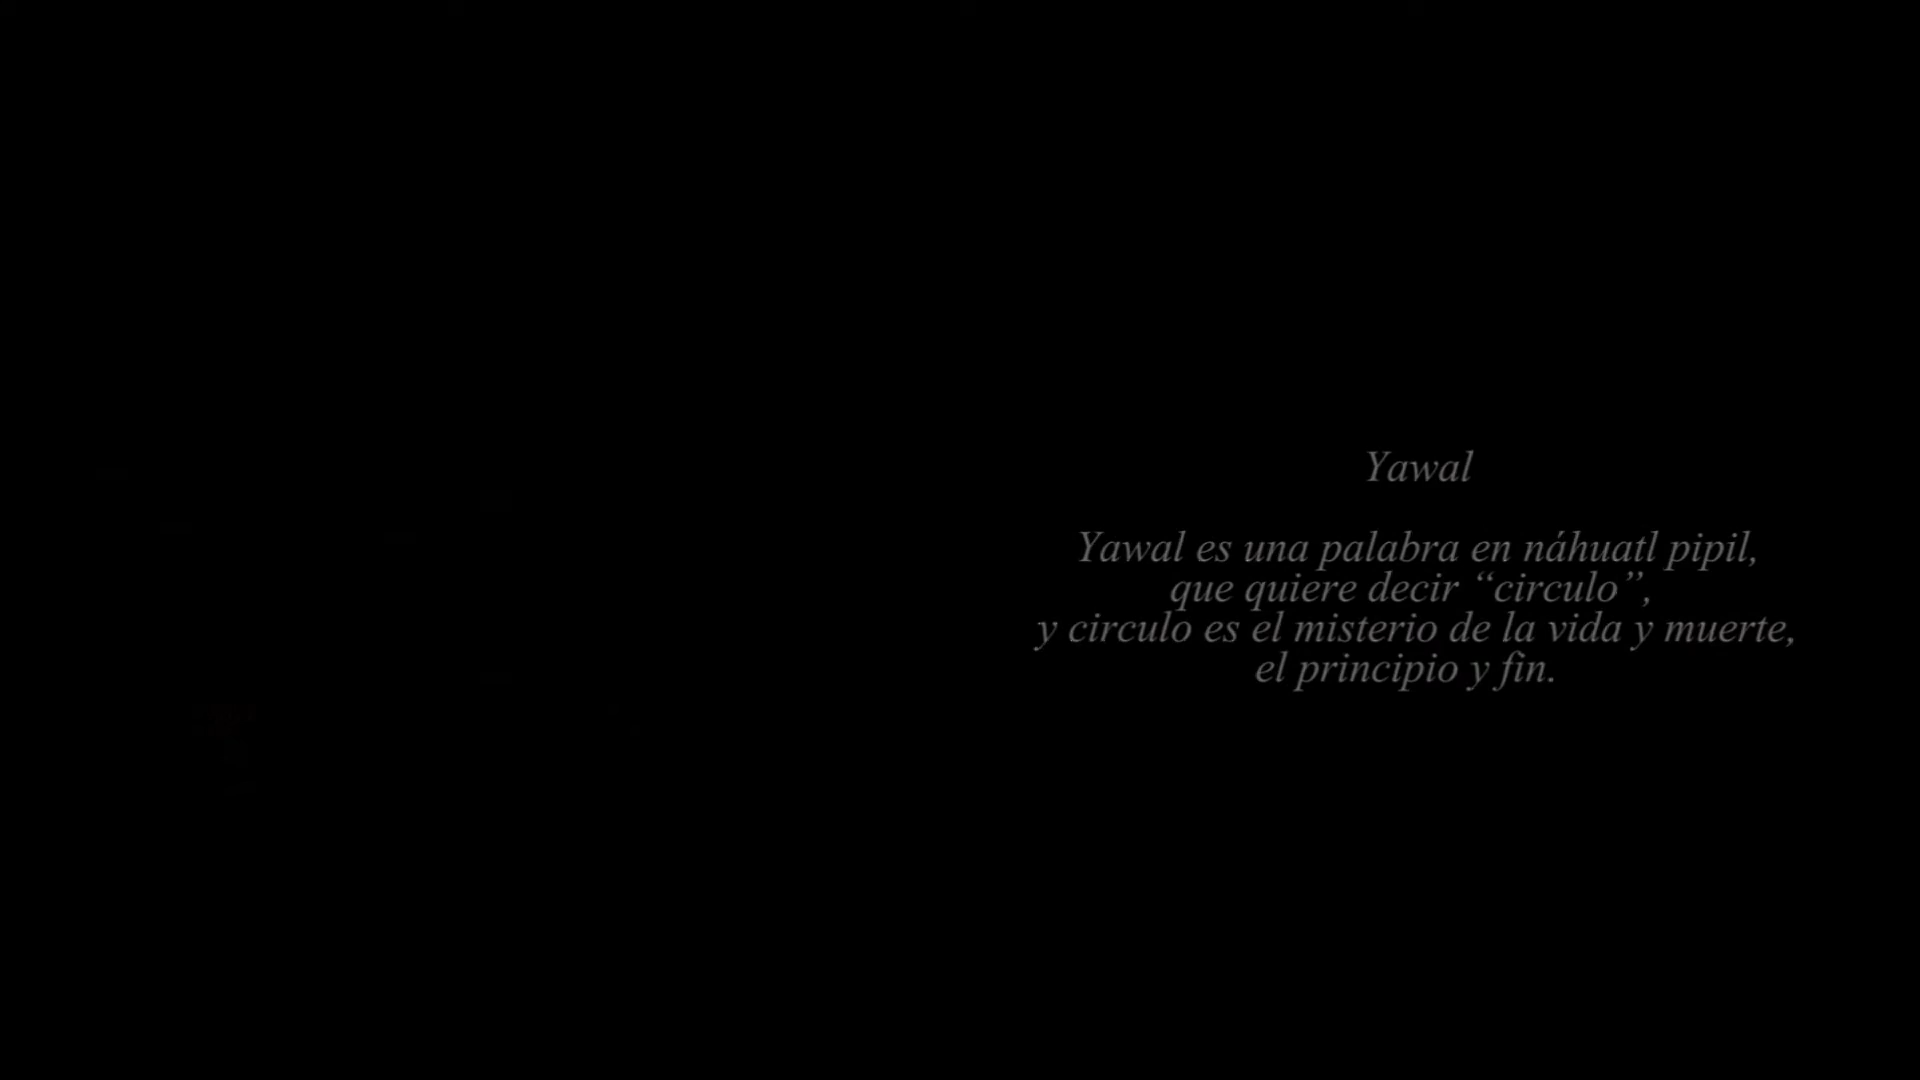 Yawal
Yawal es una palabra en náhuatl pipil,
que quiere decir “circulo”,
y circulo es el misterio de la vida y muerte,
el principio y fin.